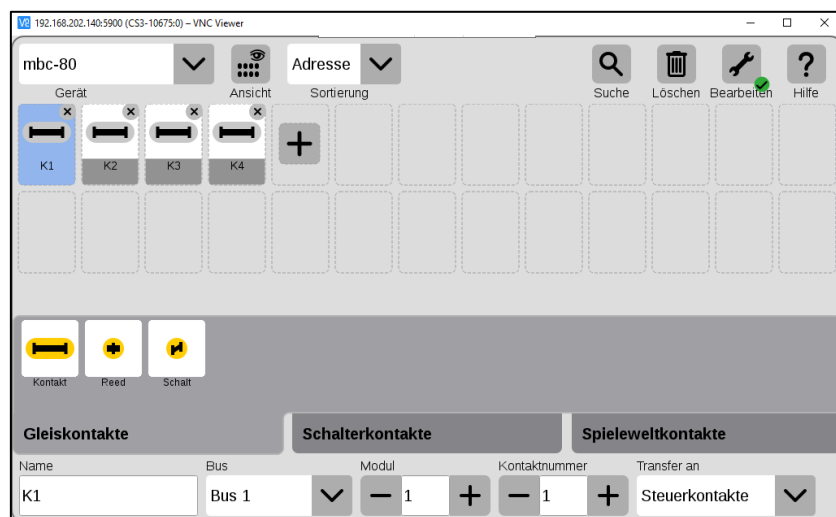 192.168.202.140:5900 (CS3-10675:0) – VNC Viewer
mbc-80
Adresse
Gerät
Ansicht
Sortierung
Suche
Löschen
Bearbeiten
Hilfe
K1
K2
K3
K4
Kontakt
Reed
Schalt
Gleiskontakte
Schalterkontakte
Spieleweltkontakte
Name
Bus
Modul
Kontaktnummer
Transfer an
K1
Bus 1
1
1
Steuerkontakte